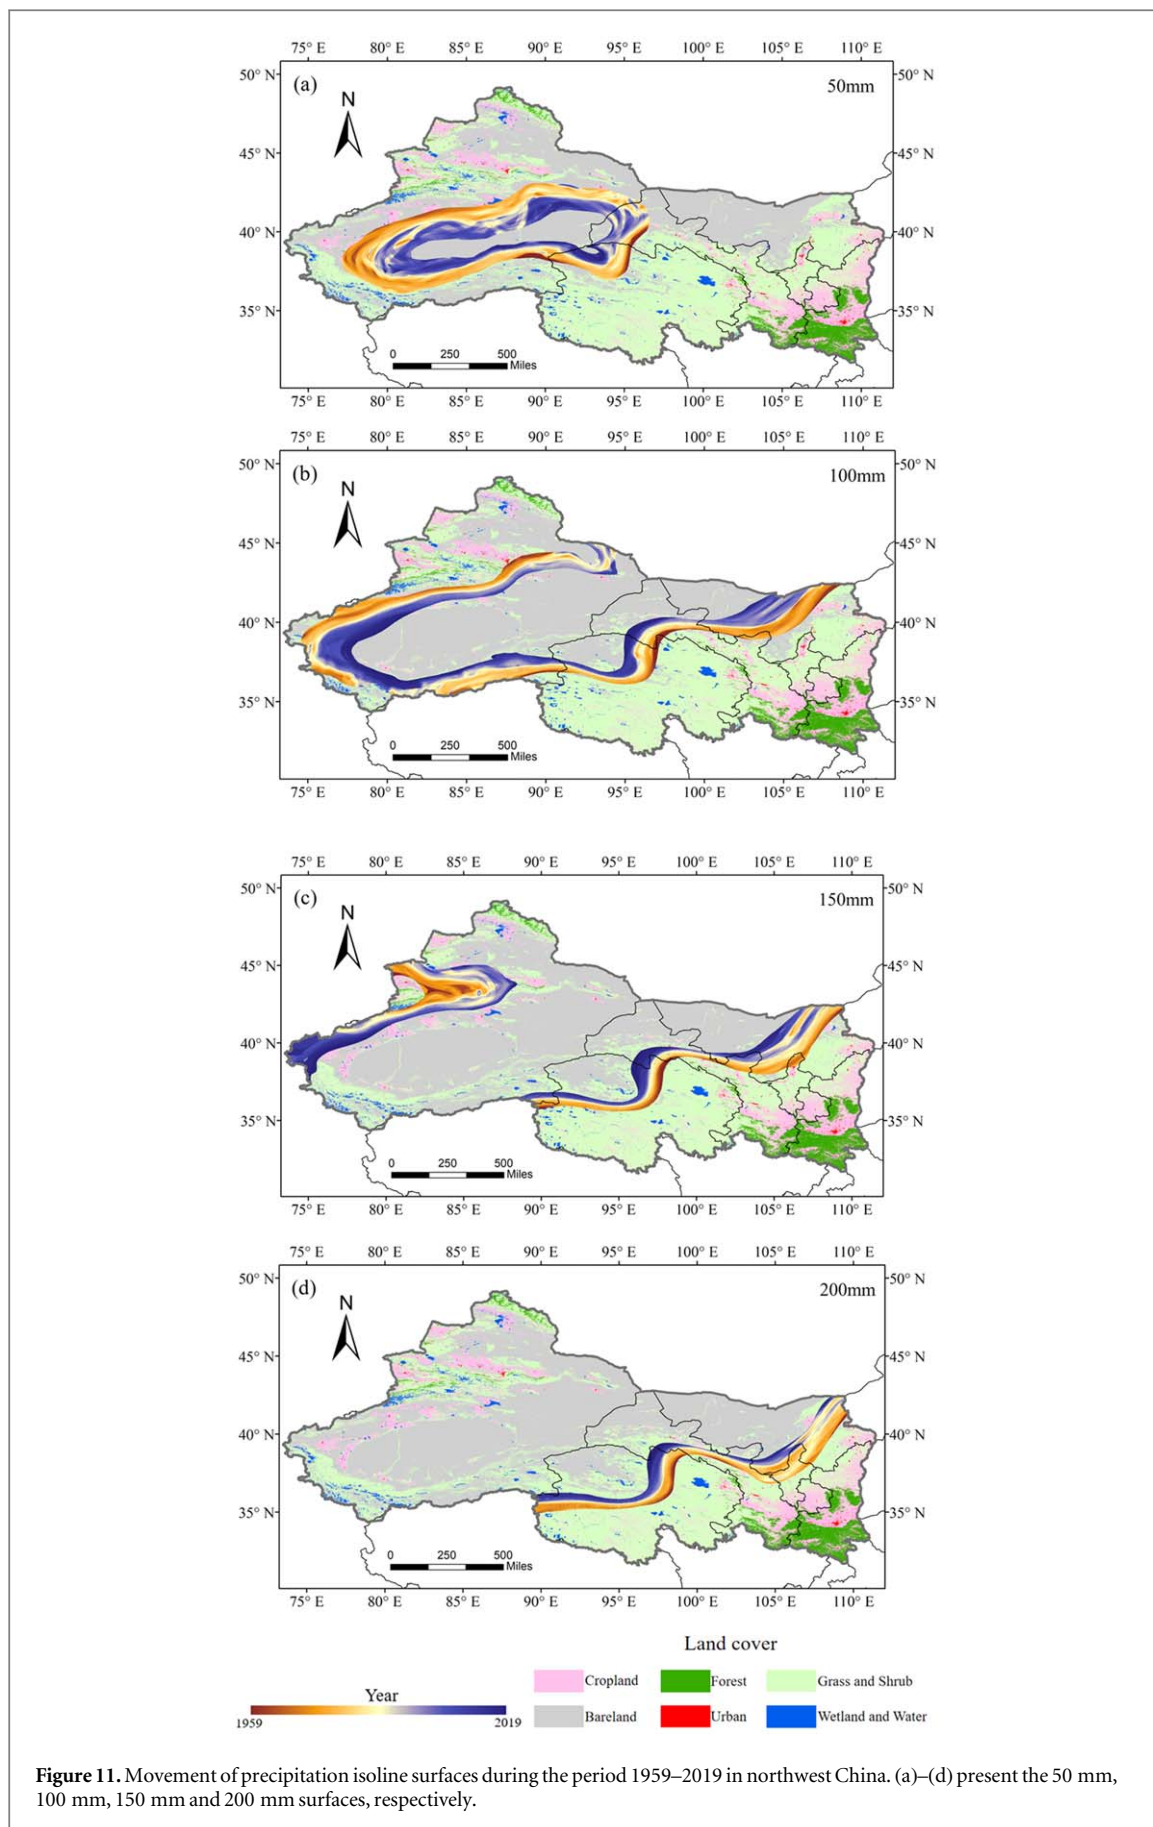 75° E 80° E 85° E 90° E 95° E 100° E 105° E 110° E
50° N (a) 50mm 50° N
N
45° N 45° N
40° N 40° N
35° N 35° N
0 250 500
Miles
75° E 80° E 85° E 90° E 95° E 100° E 105° E 110° E
75° E 80° E 85° E 90° E 95° E 100° E 105° E 110° E
50° N (b) 100mm 50° N
N
45° N 45° N
40° N 40° N
35° N 35° N
0 250 500
Miles
75° E 80° E 85° E 90° E 95° E 100° E 105° E 110° E
75° E 80° E 85° E 90° E 95° E 100° E 105° E 110° E
50° N (c) 150mm 50° N
N
45° N 45° N
40° N 40° N
35° N 35° N
0 250 500
Miles
75° E 80° E 85° E 90° E 95° E 100° E 105° E 110° E
75° E 80° E 85° E 90° E 95° E 100° E 105° E 110° E
50° N (d) 200mm 50° N
N
45° N 45° N
40° N 40° N
35° N 35° N
0 250 500
Miles
75° E 80° E 85° E 90° E 95° E 100° E 105° E 110° E
Land cover
Cropland Forest Grass and Shrub
Year
Bareland Urban Wetland and Water
1959 2019
Figure 11. Movement of precipitation isoline surfaces during the period 1959–2019 in northwest China. (a)–(d) present the 50 mm,
100 mm, 150 mm and 200 mm surfaces, respectively.